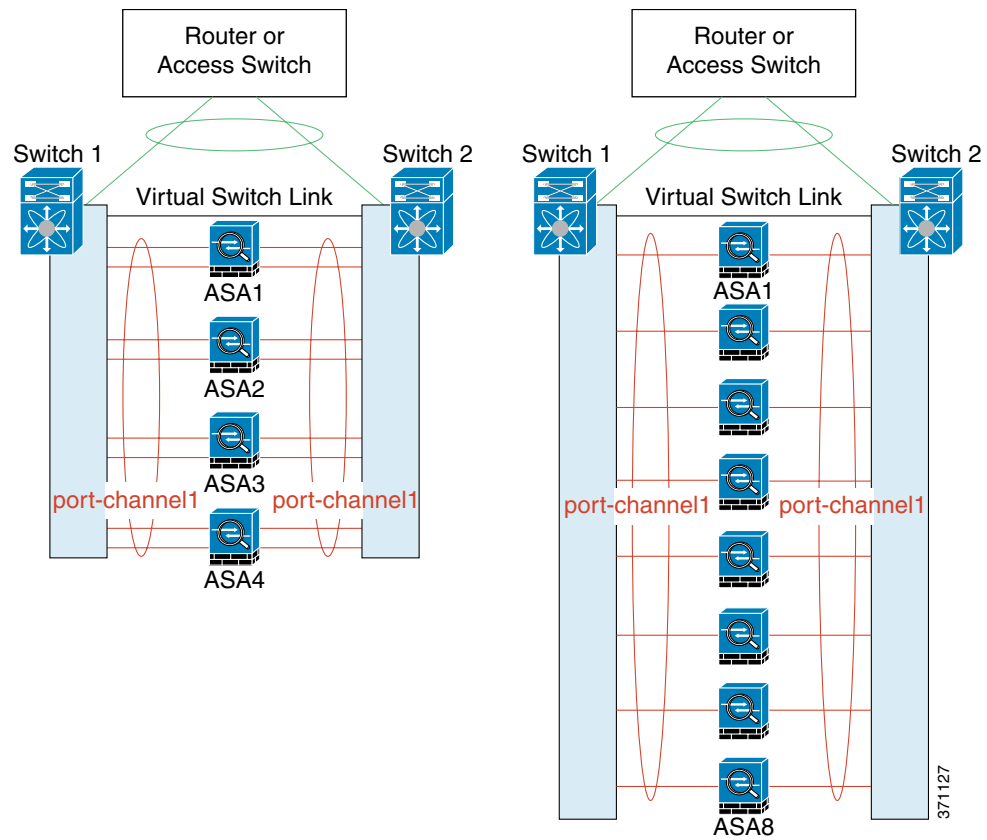 Router or
Access Switch
Switch 1
Switch 2
Virtual Switch Link
ASA1
ASA2
ASA3
port-channel1
port-channel1
ASA4
Router or
Access Switch
Switch 1
Switch 2
Virtual Switch Link
ASA1
port-channel1
port-channel1
ASA8
371127